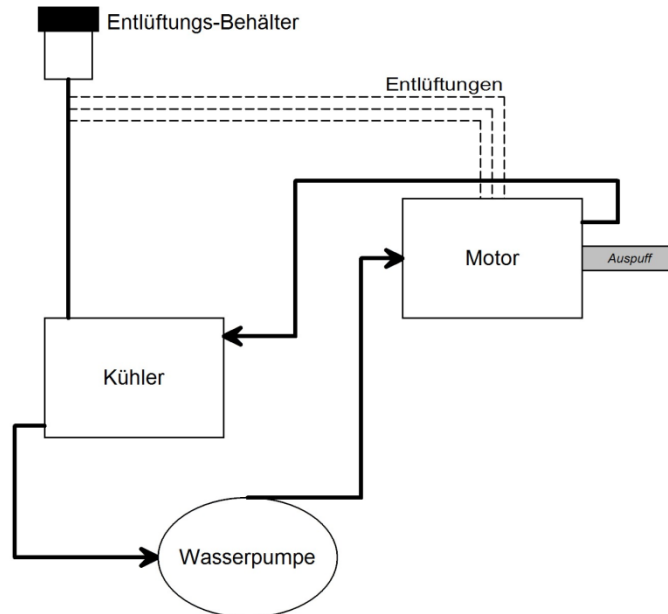 Entlüftungs-Behälter
Entlüftungen
Motor
Auspuff
Kühler
Wasserpumpe